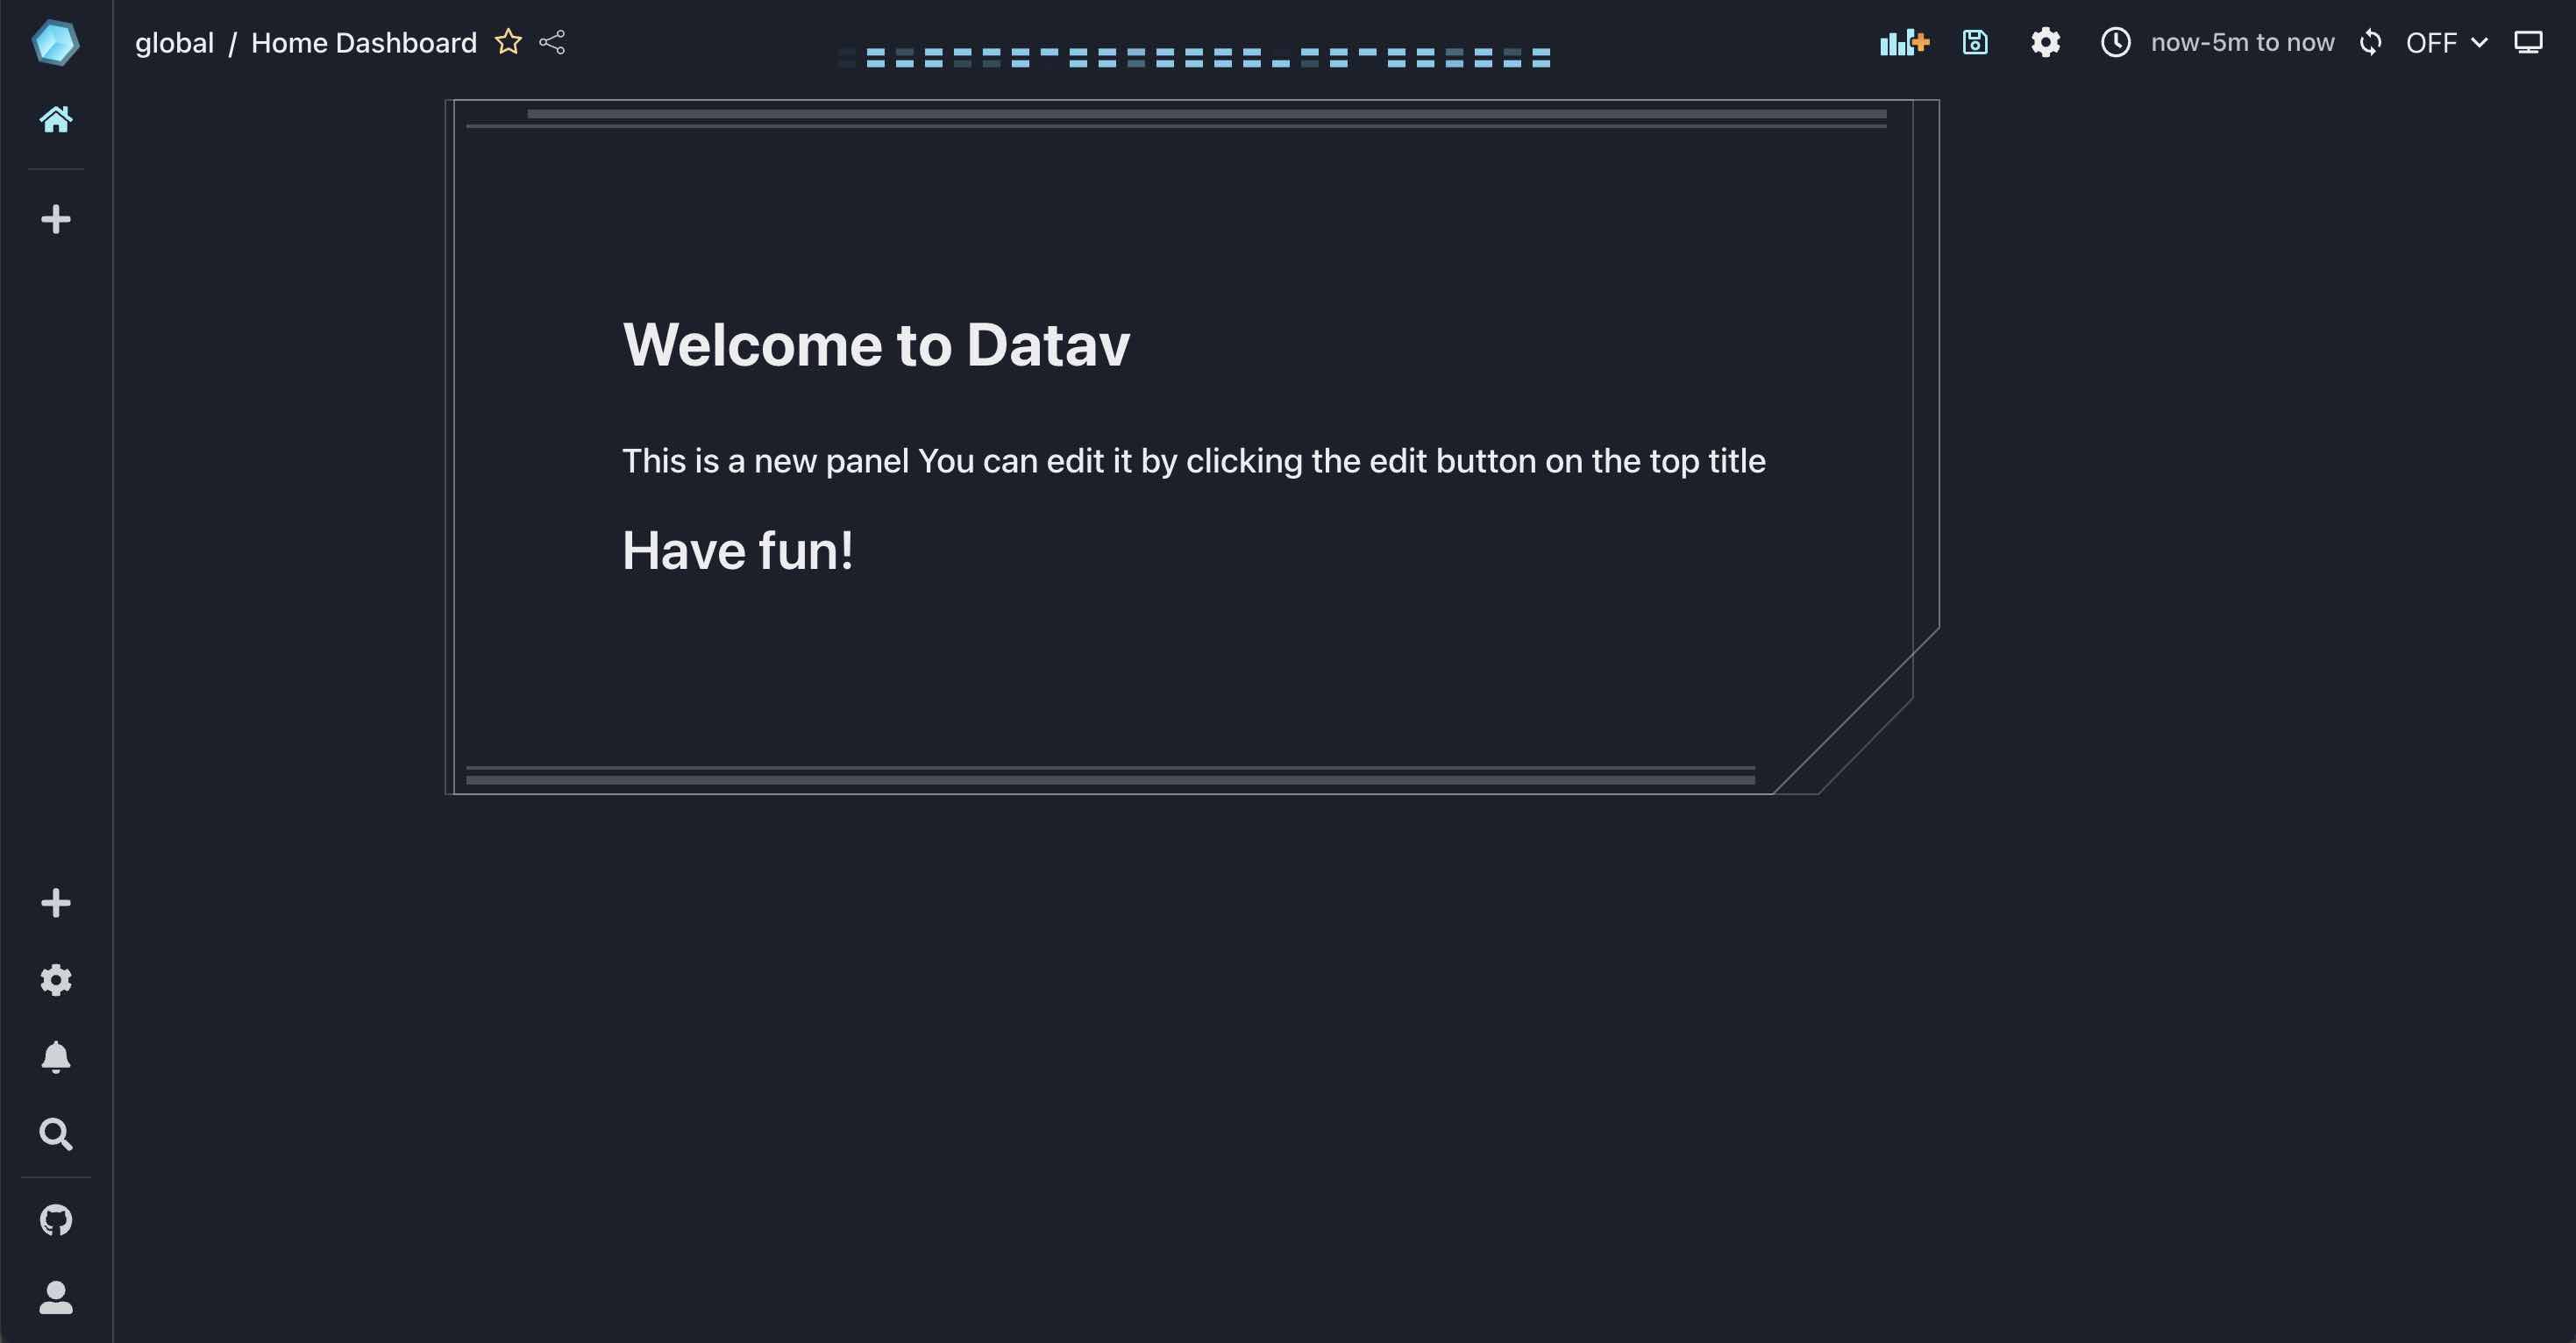 global / Home Dashboard
now-5m to now
OFF
Welcome to Datav
This is a new panel You can edit it by clicking the edit button on the top title
Have fun!